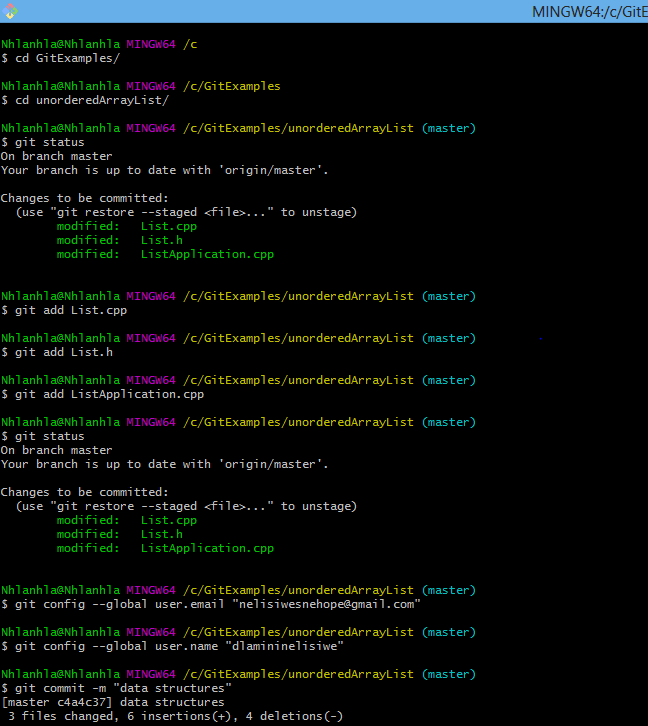 MINGW64:/c/GitE
Nhlanhla@Nhlanhla MINGW64 /c
$ cd GitExamples/
Nhlanhla@Nhlanhla MINGW64 /c/GitExamples
$ cd unorderedArrayList/
Nhlanhla@Nhlanhla MINGW64 /c/GitExamples/unorderedArrayList (master)
$ git status
On branch master
Your branch is up to date with 'origin/master'.
Changes to be committed:
(use "git restore --staged <file>..." to unstage)
modified: List.cpp
modified: List.h
modified: ListApplication.cpp
Nhlanhla@Nhlanhla MINGW64 /c/GitExamples/unorderedArrayList (master)
$ git add List.cpp
Nhlanhla@Nhlanhla MINGW64 /c/GitExamples/unorderedArrayList (master)
$ git add List.h
Nhlanhla@Nhlanhla MINGW64 /c/GitExamples/unorderedArrayList (master)
$ git add ListApplication.cpp
Nhlanhla@Nhlanhla MINGW64 /c/GitExamples/unorderedArrayList (master)
$ git status
On branch master
Your branch is up to date with 'origin/master'.
Changes to be committed:
(use "git restore --staged <file>..." to unstage)
modified: List.cpp
modified: List.h
modified: ListApplication.cpp
Nhlanhla@Nhlanhla MINGW64 /c/GitExamples/unorderedArrayList (master)
$ git config --global user.email "nelisiwesnehope@gmail.com"
Nhlanhla@Nhlanhla MINGW64 /c/GitExamples/unorderedArrayList (master)
$ git config --global user.name "dlamininelisiwe"
Nhlanhla@Nhlanhla MINGW64 /c/GitExamples/unorderedArrayList (master)
$ git commit -m "data structures"
[master c4a4c37] data structures
3 files changed, 6 insertions(+), 4 deletions(-)